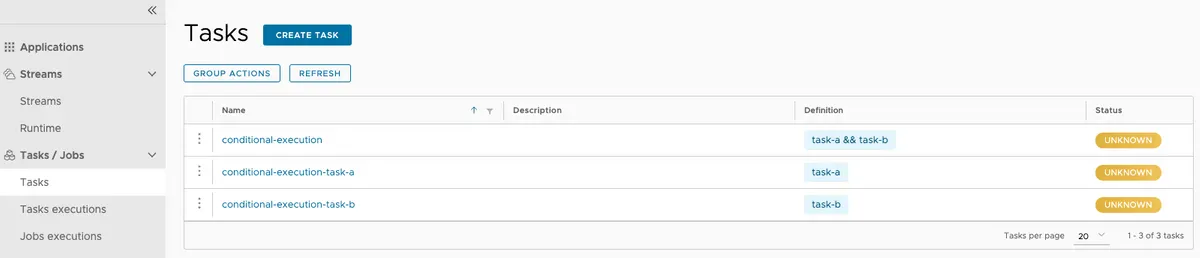 Applications
Streams
Streams
Runtime
Tasks / Jobs
Tasks
Tasks executions
Jobs executions
Tasks CREATE TASK
GROUP ACTIONS REFRESH
Name Description Definition Status
conditional-execution task-a && task-b UNKNOWN
conditional-execution-task-a task-a UNKNOWN
conditional-execution-task-b task-b UNKNOWN
Tasks per page 20 1 - 3 of 3 tasks